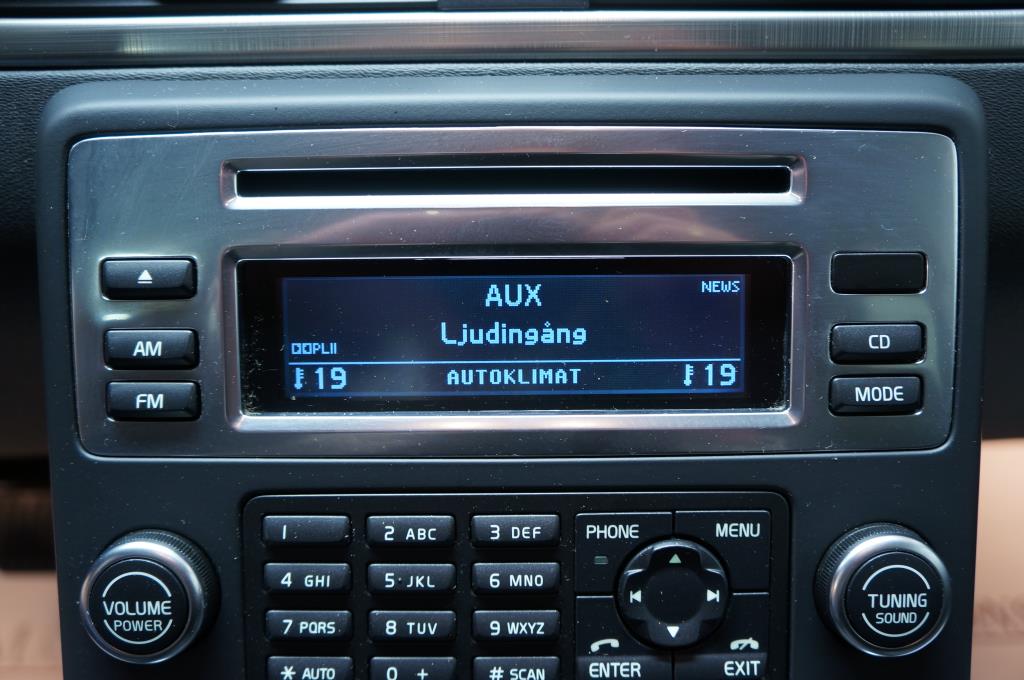 AUX
NEWS
Ljudingång
PLII
19 AUTOKLIMAT 19
AM
FM
CD
MODE
1
2 ABC
3 DEF
4 GHI
5 JKL
6 MNO
7 PQRS
8 TUV
9 WXYZ
* AUTO
0 +
# SCAN
PHONE
MENU
ENTER
EXIT
VOLUME
POWER
TUNING
SOUND